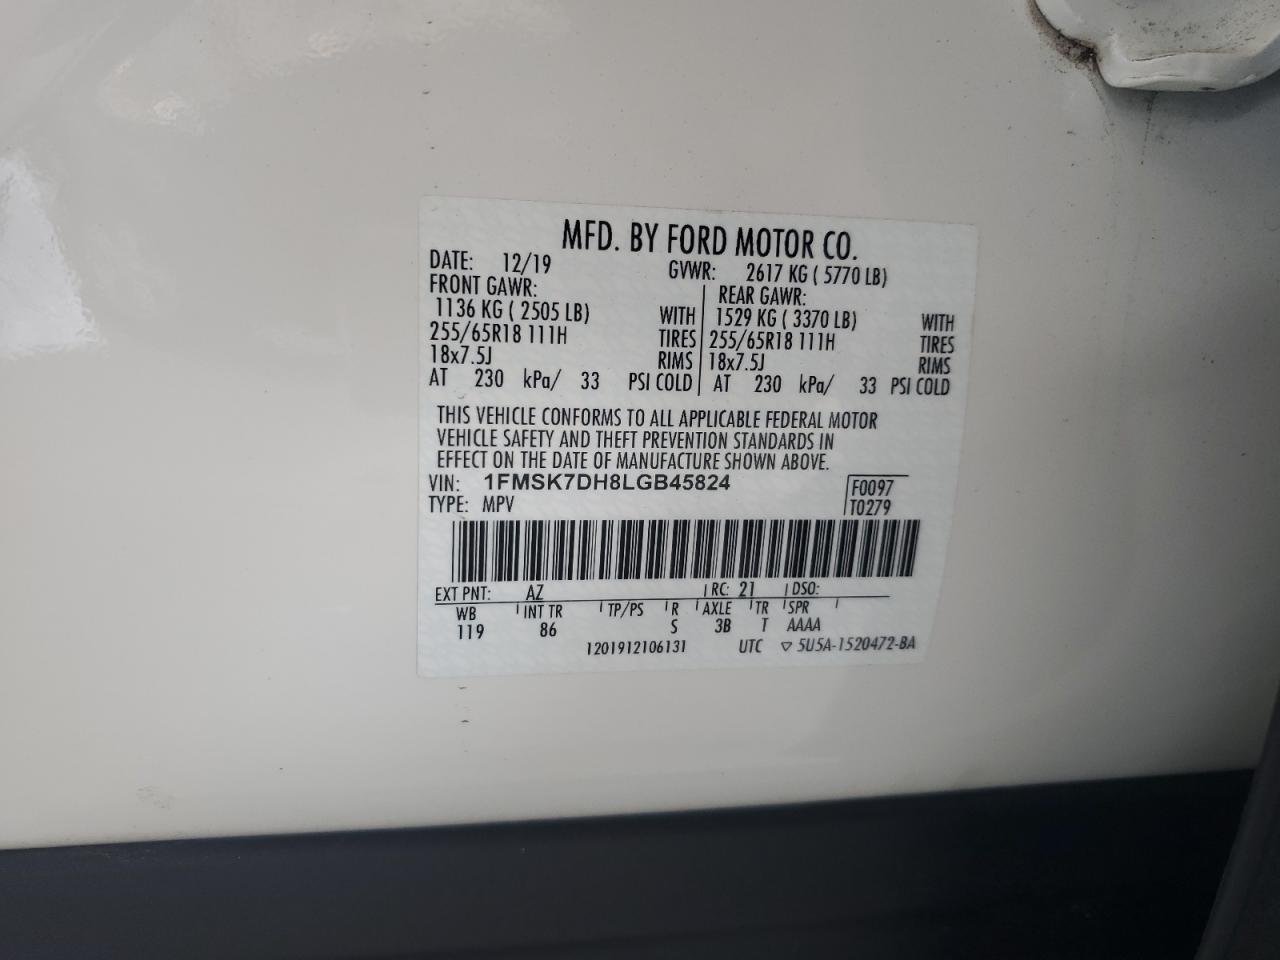 MFD. BY FORD MOTOR CO.
DATE: 12/19 GVWR: 2617 KG ( 5770 LB)
FRONT GAWR: REAR GAWR:
1136 KG ( 2505 LB) WITH 1529 KG ( 3370 LB) WITH
255/65R18 111H TIRES 255/65R18 111H TIRES
18x7.5J RIMS 18x7.5J RIMS
AT 230 kPa/ 33 PSI COLD AT 230 kPa/ 33 PSI COLD
THIS VEHICLE CONFORMS TO ALL APPLICABLE FEDERAL MOTOR
VEHICLE SAFETY AND THEFT PREVENTION STANDARDS IN
EFFECT ON THE DATE OF MANUFACTURE SHOWN ABOVE.
VIN: 1FMSK7DH8LGB45824 F0097
TYPE: MPV T0279
EXT PNT: AZ RC: 21 DSO:
WB INT TR TP/PS R AXLE TR SPR
119 86 S 3B T AAAA
1201912106131 UTC ▽ 5U5A-1520472-BA